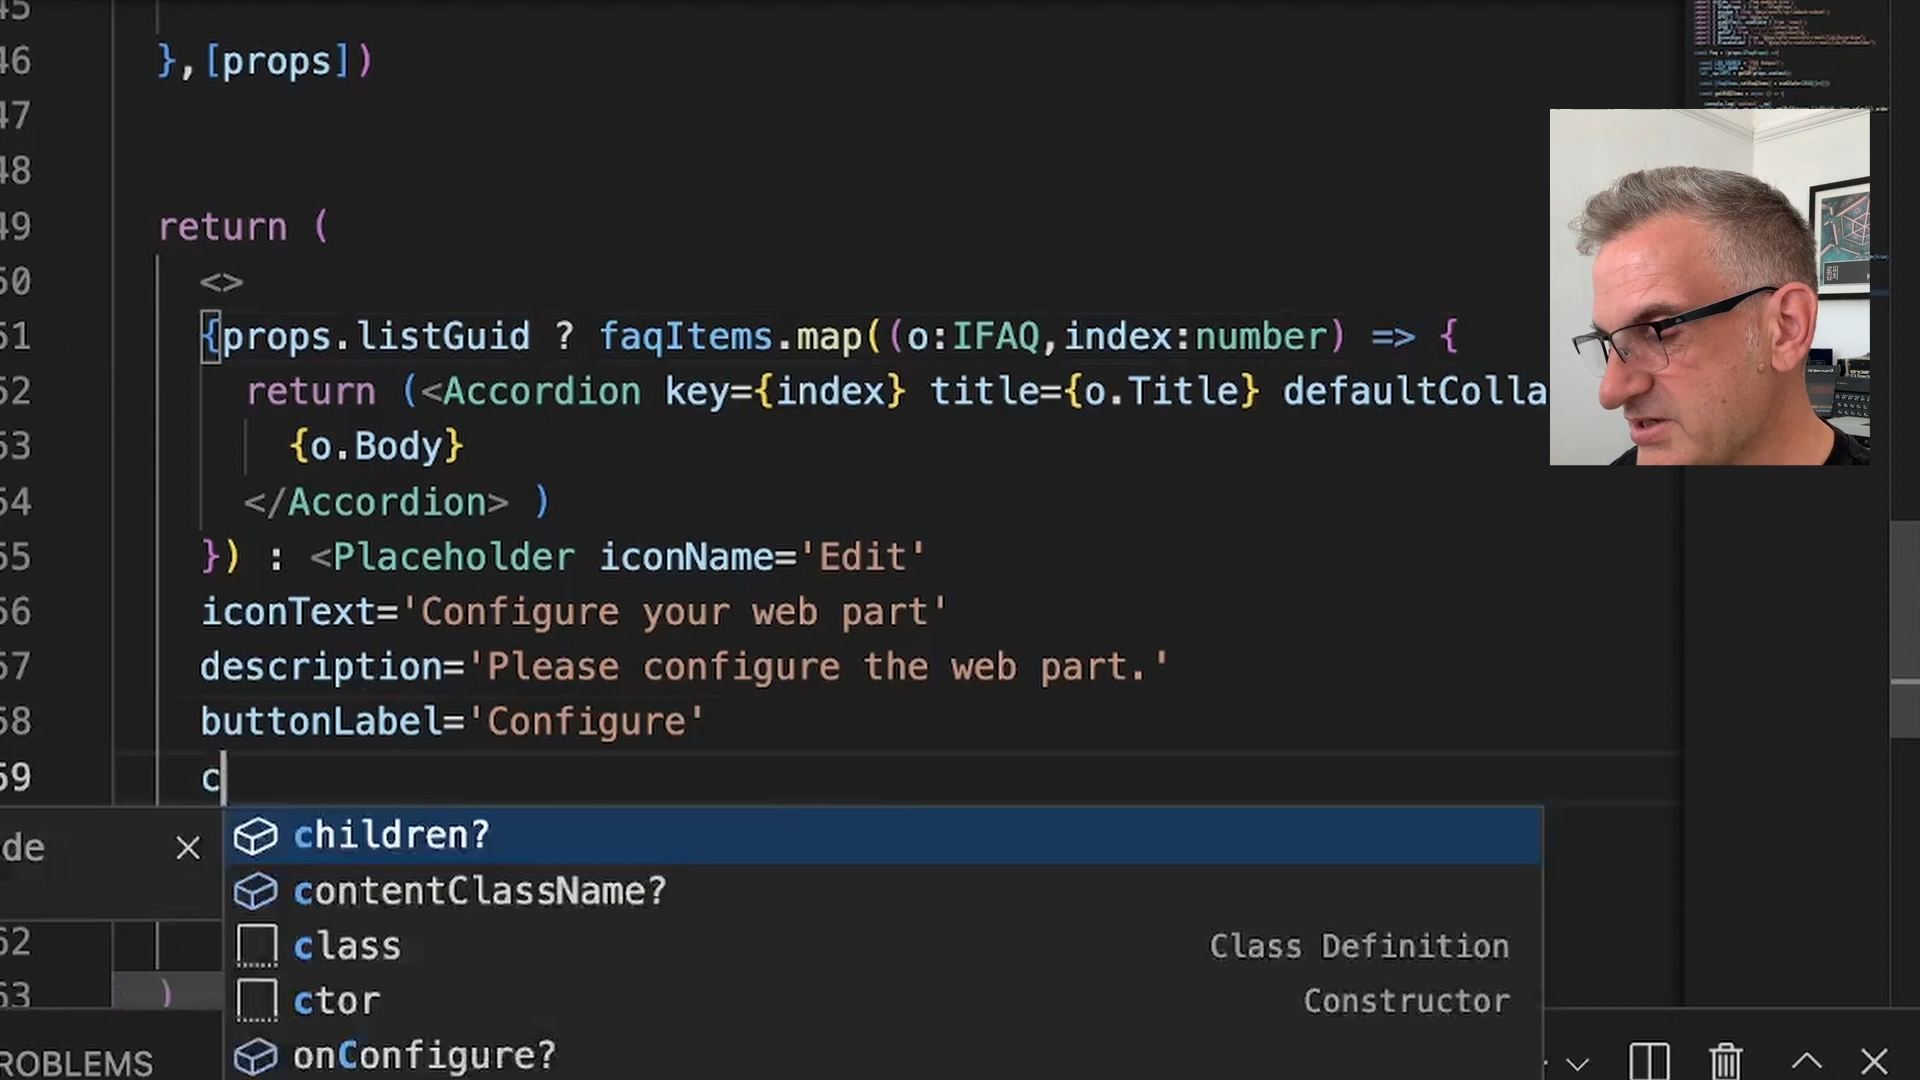 45
46 },[props])
47
48
49 return (
50 <>
51 {props.listGuid ? faqItems.map((o:IFAQ,index:number) => {
52 return (<Accordion key={index} title={o.Title} defaultColla
53 {o.Body}
54 </Accordion> )
55 }) : <Placeholder iconName='Edit'
56 iconText='Configure your web part'
57 description='Please configure the web part.'
58 buttonLabel='Configure'
59 c
de
children?
contentClassName?
62 class Class Definition
63 ) ctor Constructor
onConfigure?
ROBLEMS